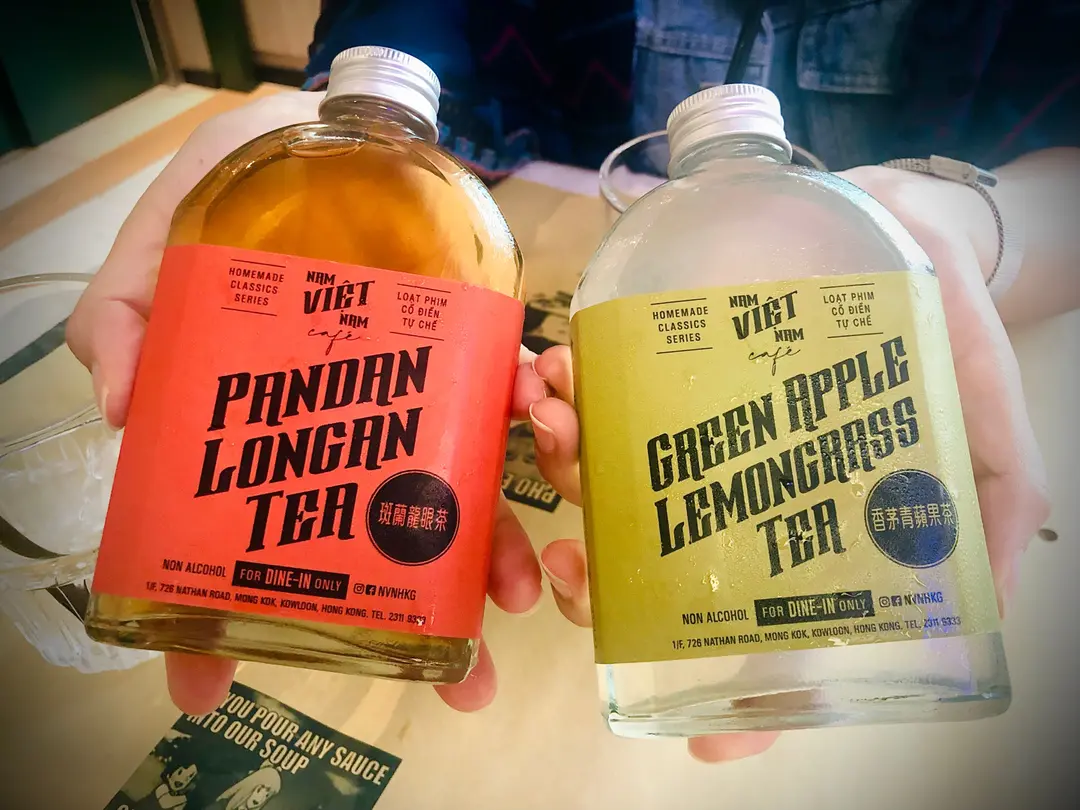 HOMEMADE
CLASSICS
SERIES
NAM
VIỆT
NAM
café
LOẠT PHIM
CỔ ĐIỂN
TỰ CHẾ
PANDAN
LONGAN
TEA
斑蘭龍眼茶
NON ALCOHOL FOR DINE-IN ONLY NVNHKG
1/F, 726 NATHAN ROAD, MONG KOK, KOWLOON, HONG KONG. TEL. 2311 9333
HOMEMADE
CLASSICS
SERIES
NAM
VIỆT
NAM
café
LOẠT PHIM
CỔ ĐIỂN
TỰ CHẾ
GREEN APPLE
LEMONGRASS
TEA
香茅青蘋果茶
NON ALCOHOL FOR DINE-IN ONLY NVNHKG
1/F, 726 NATHAN ROAD, MONG KOK, KOWLOON, HONG KONG. TEL. 2311 9333
PHO
YOU POUR ANY SAUCE
INTO OUR SOUP